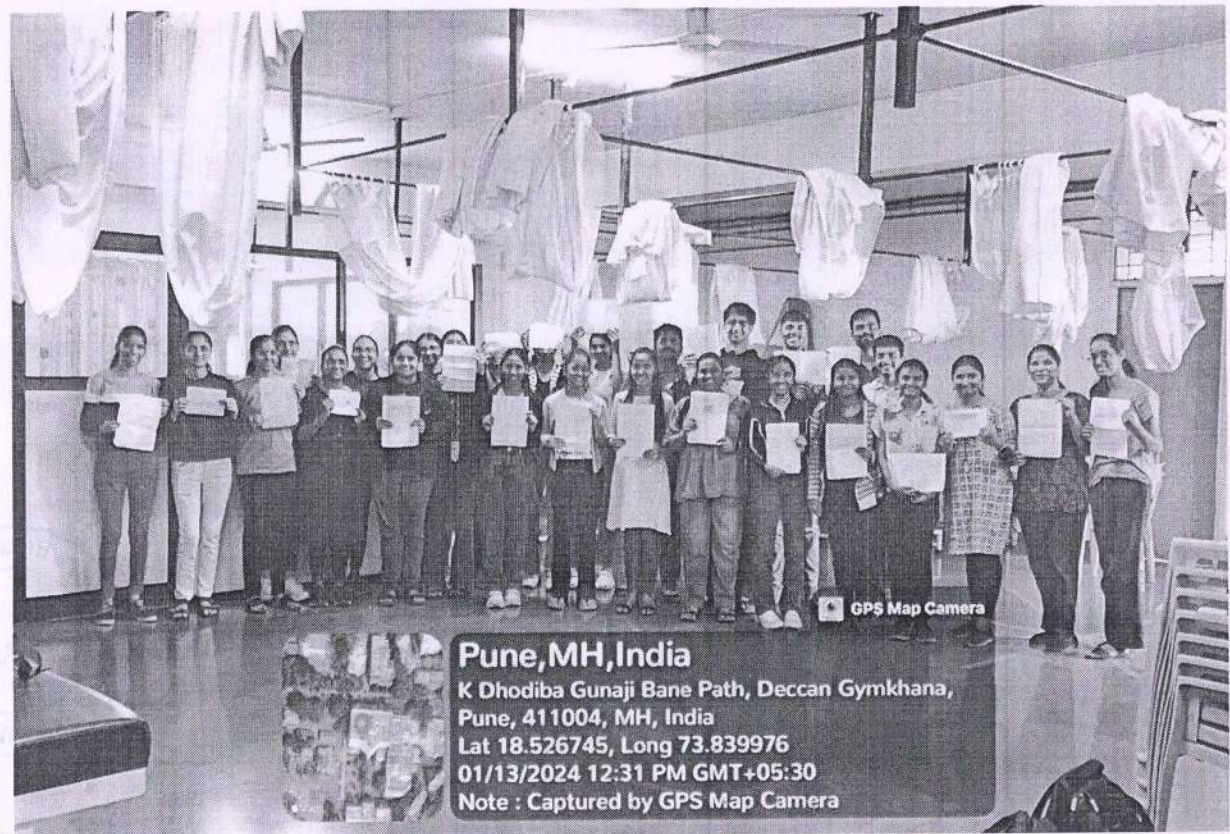 GPS Map Camera
Pune,MH,India
K Dhodiba Gunaji Bane Path, Deccan Gymkhana,
Pune, 411004, MH, India
Lat 18.526745, Long 73.839976
01/13/2024 12:31 PM GMT+05:30
Note : Captured by GPS Map Camera